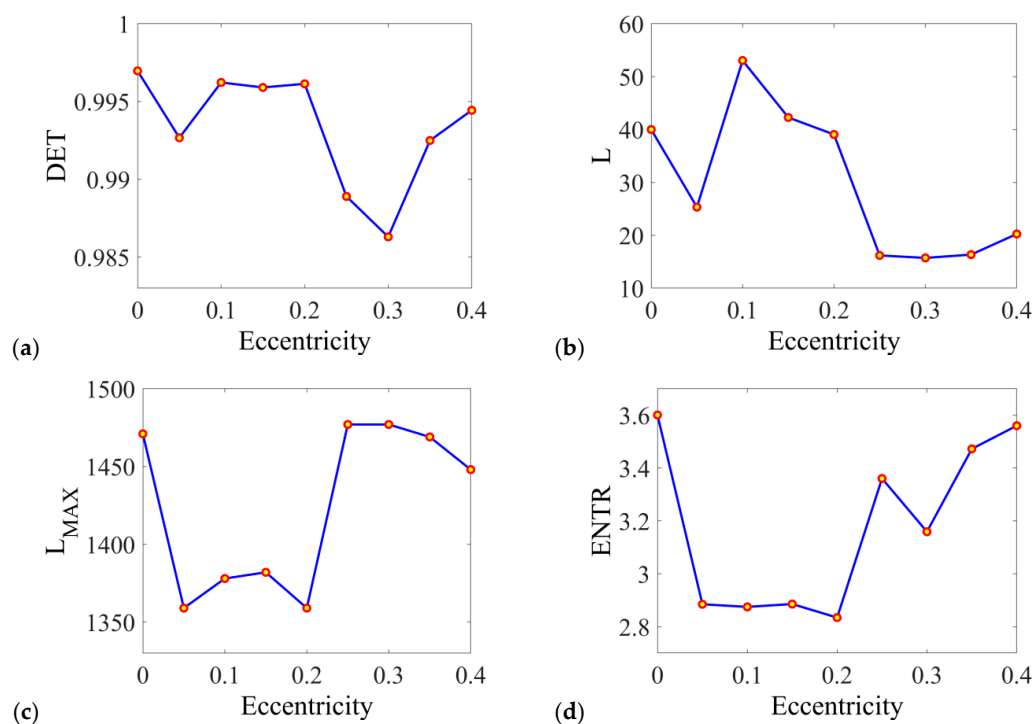 1
0.995
0.99
0.985
DET
0 0.1 0.2 0.3 0.4
Eccentricity
(a)
60
50
40
30
20
10
L
0 0.1 0.2 0.3 0.4
Eccentricity
(b)
1500
1450
1400
1350
L_MAX
0 0.1 0.2 0.3 0.4
Eccentricity
(c)
3.6
3.4
3.2
3
2.8
ENTR
0 0.1 0.2 0.3 0.4
Eccentricity
(d)